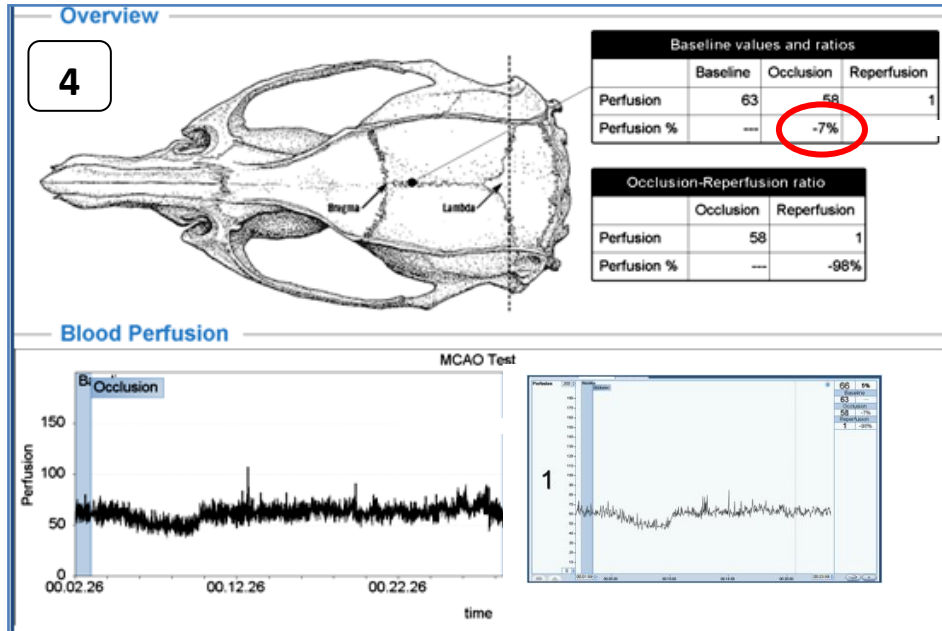 Overview
4
Baseline values and ratios
Baseline Occlusion Reperfusion
Perfusion 63 58 1
Perfusion % --- -7%
Bregma
Lambda
Occlusion-Reperfusion ratio
Occlusion Reperfusion
Perfusion 58 1
Perfusion % --- -98%
Blood Perfusion
MCAO Test
Occlusion
Perfusion
150
100
50
0
00.02.26 00.12.26 00.22.26
time
Perfusion 200
1
66 5%
Baseline
63 ---
Occlusion
58 -7%
Reperfusion
1 -98%